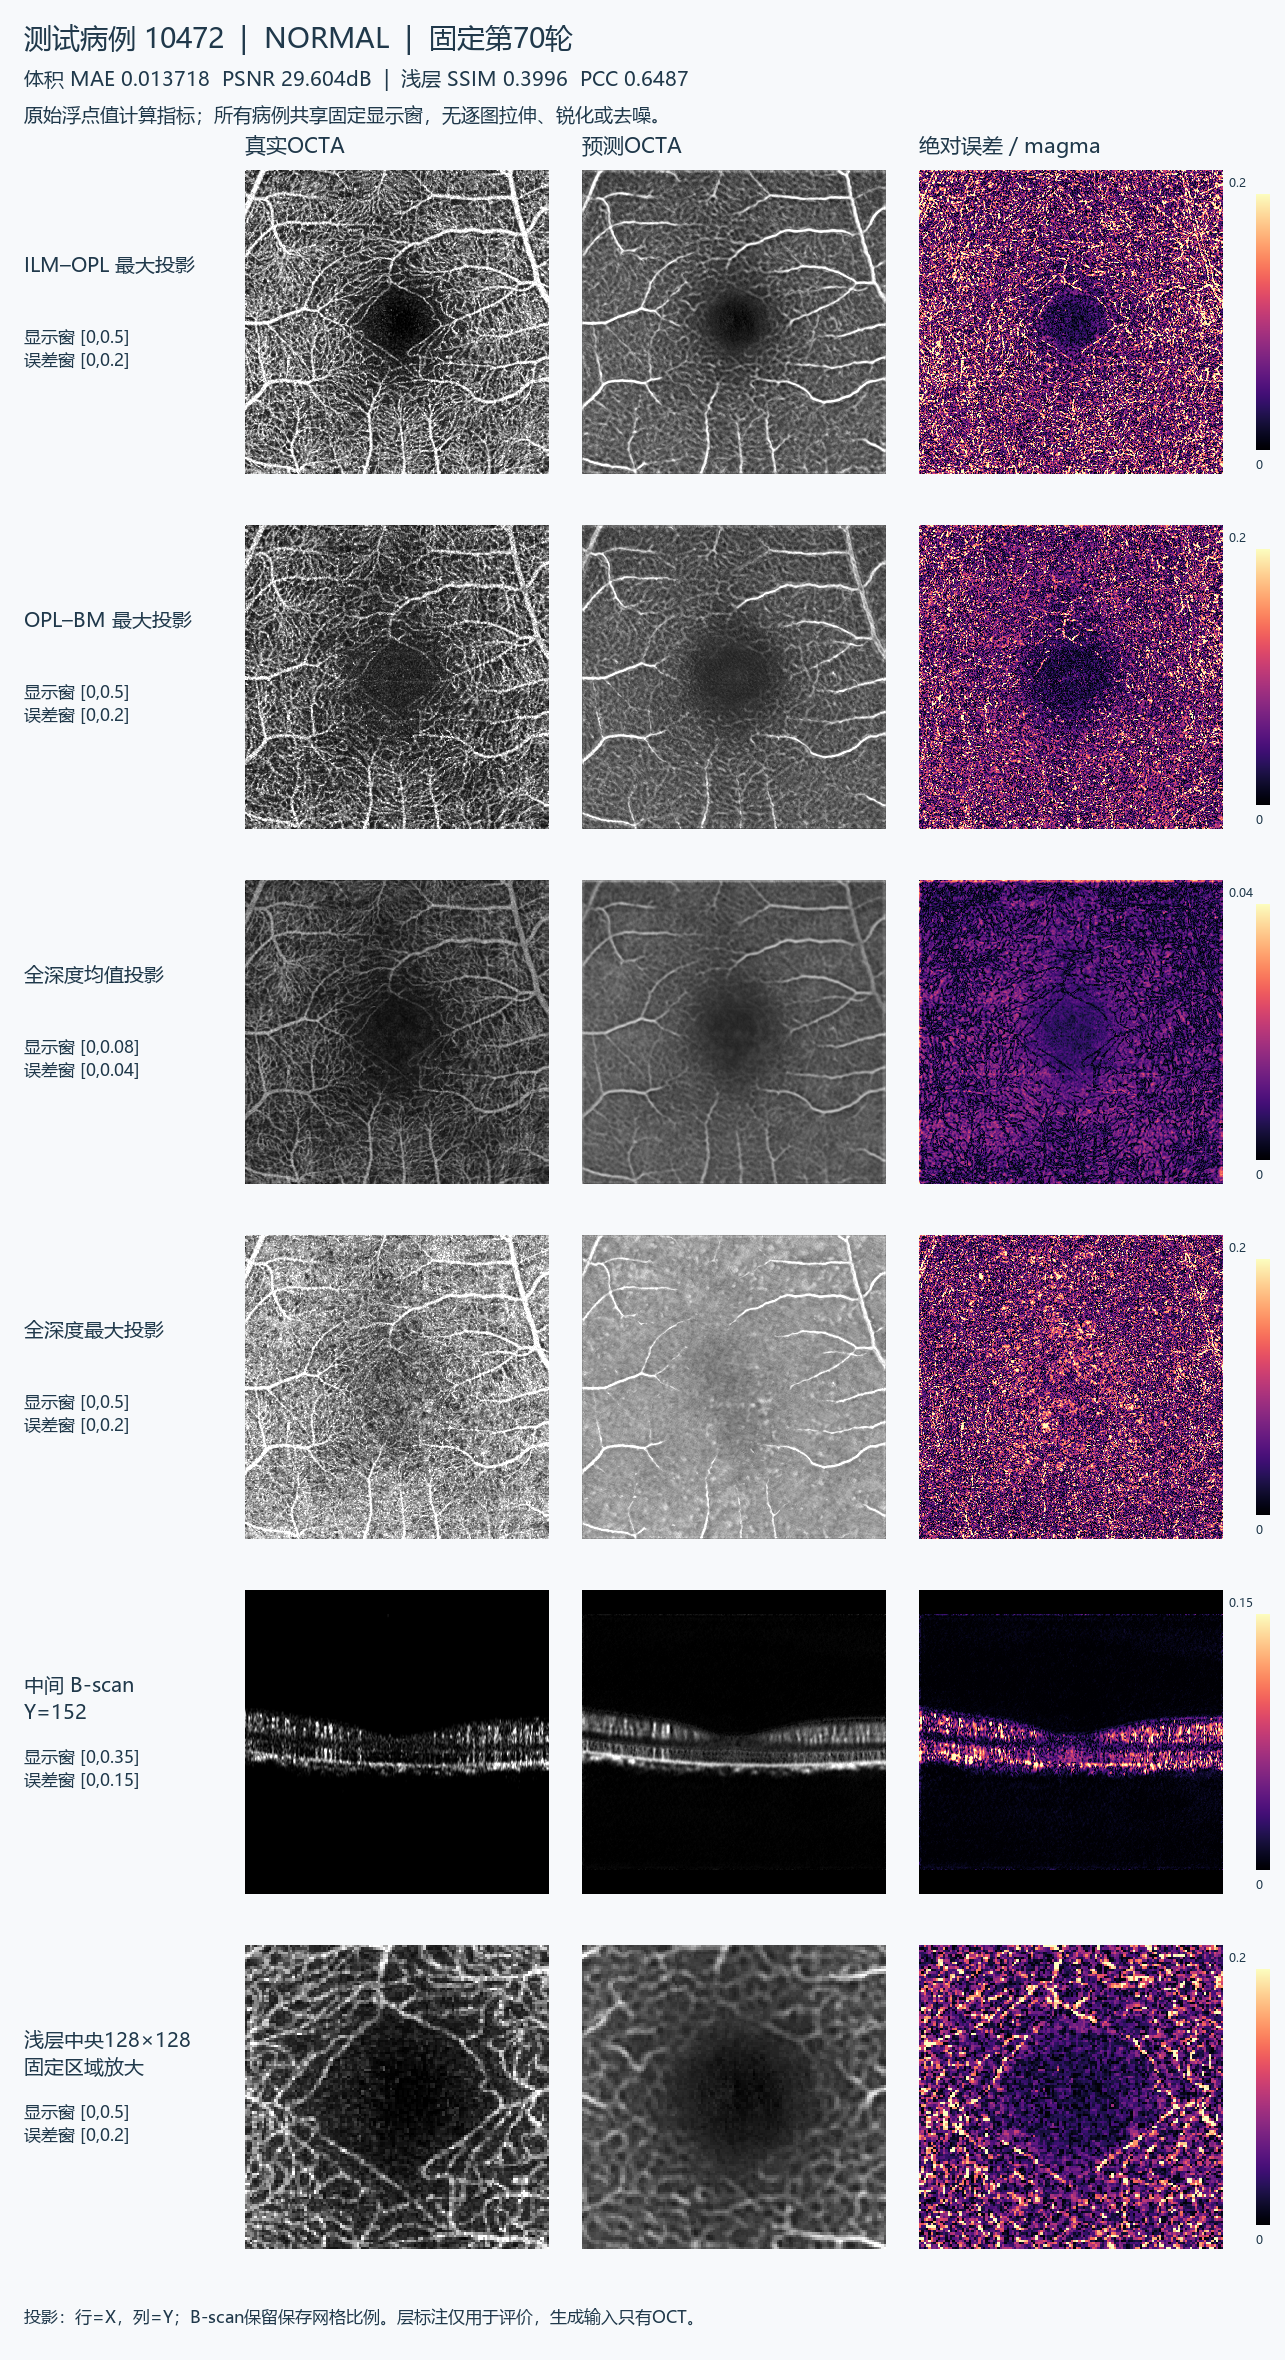 测试病例 10472 | NORMAL | 固定第70轮
体积 MAE 0.013718 PSNR 29.604dB | 浅层 SSIM 0.3996 PCC 0.6487
原始浮点值计算指标；所有病例共享固定显示窗，无逐图拉伸、锐化或去噪。
真实OCTA 预测OCTA 绝对误差 / magma
ILM–OPL 最大投影
显示窗 [0,0.5]
误差窗 [0,0.2]
0.2
0
OPL–BM 最大投影
显示窗 [0,0.5]
误差窗 [0,0.2]
0.2
0
全深度均值投影
显示窗 [0,0.08]
误差窗 [0,0.04]
0.04
0
全深度最大投影
显示窗 [0,0.5]
误差窗 [0,0.2]
0.2
0
中间 B-scan
Y=152
显示窗 [0,0.35]
误差窗 [0,0.15]
0.15
0
浅层中央128×128
固定区域放大
显示窗 [0,0.5]
误差窗 [0,0.2]
0.2
0
投影：行=X，列=Y；B-scan保留保存网格比例。层标注仅用于评价，生成输入只有OCT。